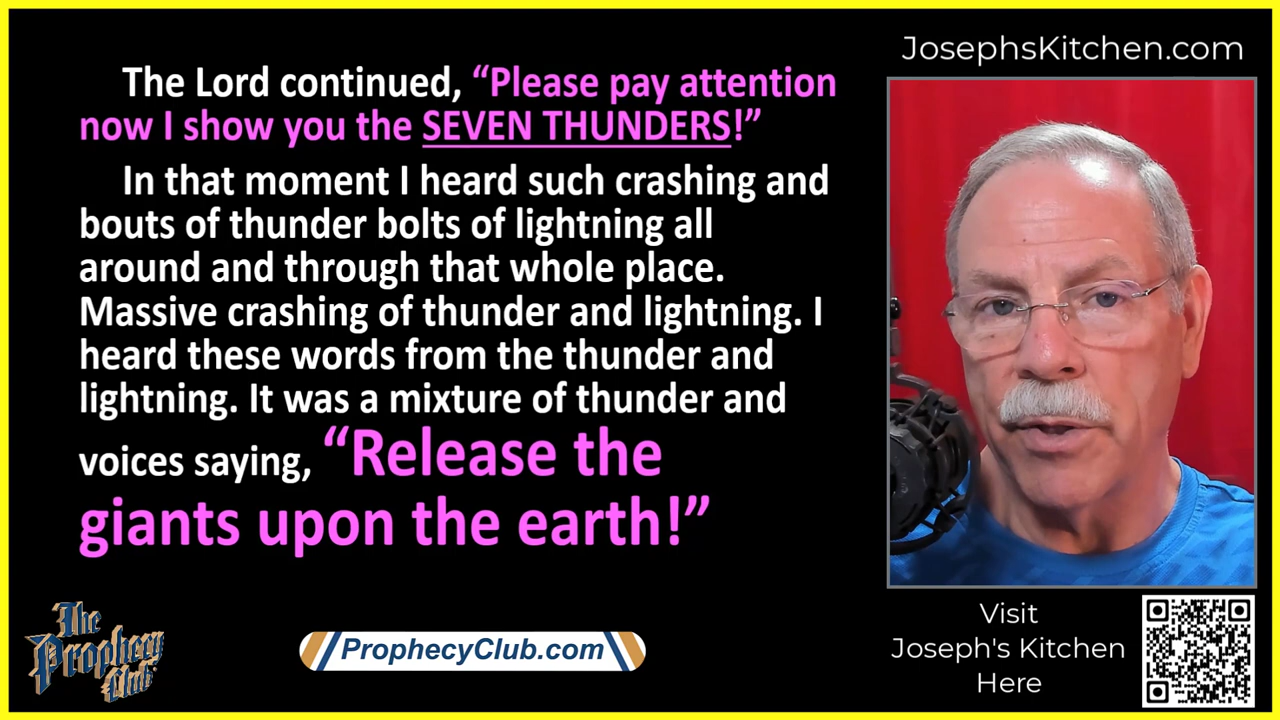 The Lord continued, “Please pay attention
now I show you the SEVEN THUNDERS!”
In that moment I heard such crashing and
bouts of thunder bolts of lightning all
around and through that whole place.
Massive crashing of thunder and lightning. I
heard these words from the thunder and
lightning. It was a mixture of thunder and
voices saying, “Release the
giants upon the earth!”
The
Prophecy
Club
ProphecyClub.com
JosephsKitchen.com
Visit
Joseph's Kitchen
Here